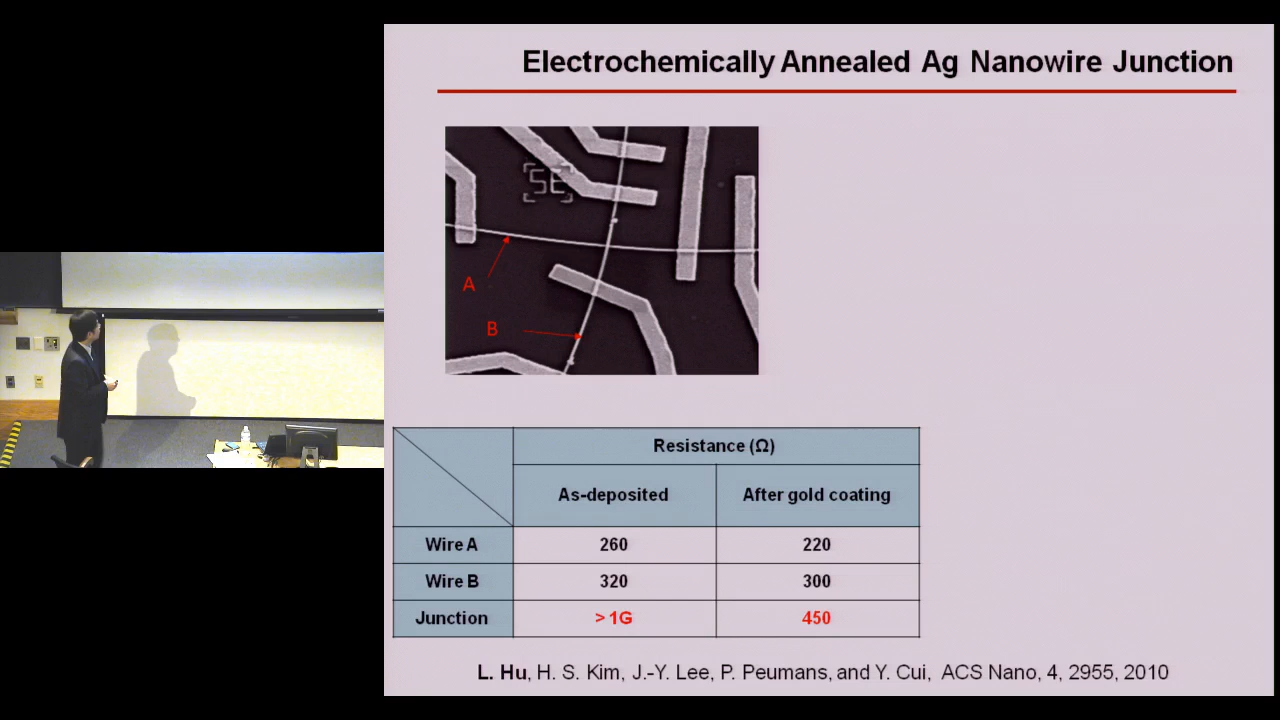 Electrochemically Annealed Ag Nanowire Junction
5E
A
B
Resistance (Ω)
As-deposited After gold coating
Wire A 260 220
Wire B 320 300
Junction > 1G 450
L. Hu, H. S. Kim, J.-Y. Lee, P. Peumans, and Y. Cui, ACS Nano, 4, 2955, 2010